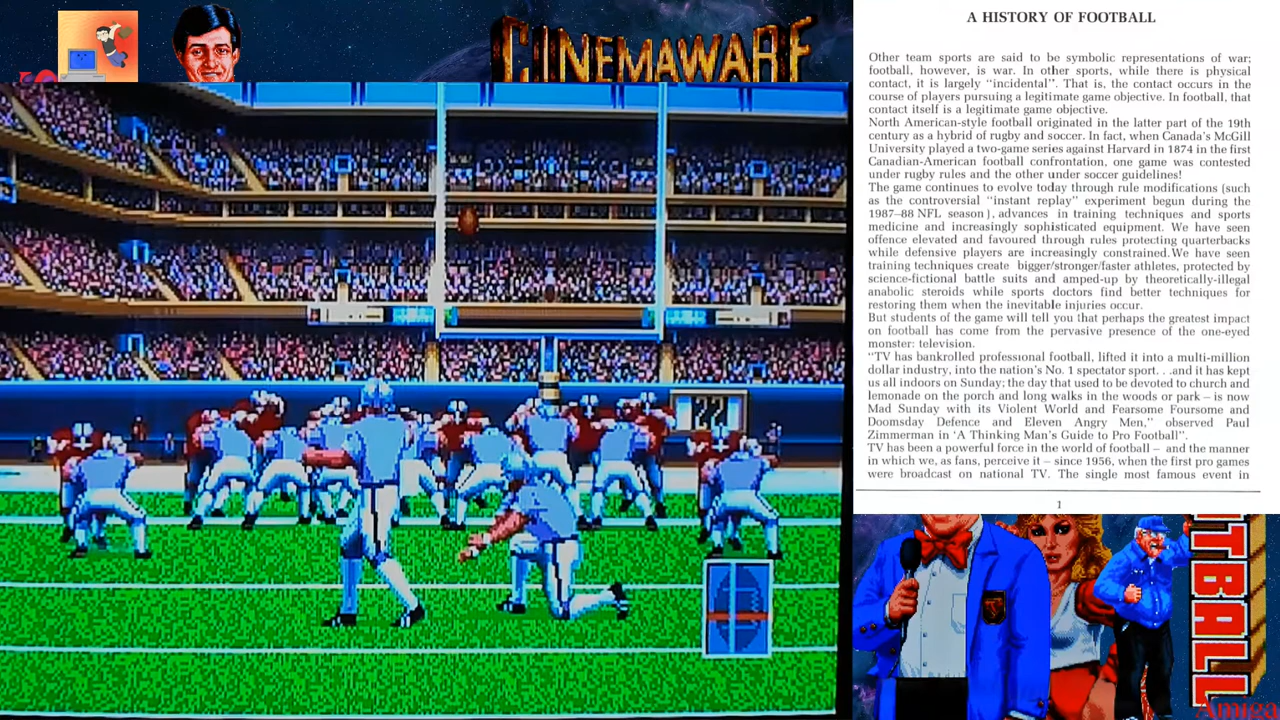 CINEMAWARE
A HISTORY OF FOOTBALL
Other team sports are said to be symbolic representations of war;
football, however, is war. In other sports, while there is physical
contact, it is largely “incidental”. That is, the contact occurs in the
course of players pursuing a legitimate game objective. In football, that
contact itself is a legitimate game objective.
North American-style football originated in the latter part of the 19th
century as a hybrid of rugby and soccer. In fact, when Canada's McGill
University played a two-game series against Harvard in 1874 in the first
Canadian-American football confrontation, one game was contested
under rugby rules and the other under soccer guidelines!
The game continues to evolve today through rule modifications (such
as the controversial “instant replay” experiment begun during the
1987–88 NFL season), advances in training techniques and sports
medicine and increasingly sophisticated equipment. We have seen
offence elevated and favoured through rules protecting quarterbacks
while defensive players are increasingly constrained.We have seen
training techniques create bigger/stronger/faster athletes, protected by
science-fictional battle suits and amped-up by theoretically-illegal
anabolic steroids while sports doctors find better techniques for
restoring them when the inevitable injuries occur.
But students of the game will tell you that perhaps the greatest impact
on football has come from the pervasive presence of the one-eyed
monster: television.
“TV has bankrolled professional football, lifted it into a multi-million
dollar industry, into the nation's No. 1 spectator sport. . .and it has kept
us all indoors on Sunday; the day that used to be devoted to church and
lemonade on the porch and long walks in the woods or park – is now
Mad Sunday with its Violent World and Fearsome Foursome and
Doomsday Defence and Eleven Angry Men,” observed Paul
Zimmerman in ‘A Thinking Man's Guide to Pro Football”.
TV has been a powerful force in the world of football – and the manner
in which we, as fans, perceive it – since 1956, when the first pro games
were broadcast on national TV. The single most famous event in
1
22
TBALL
Amiga